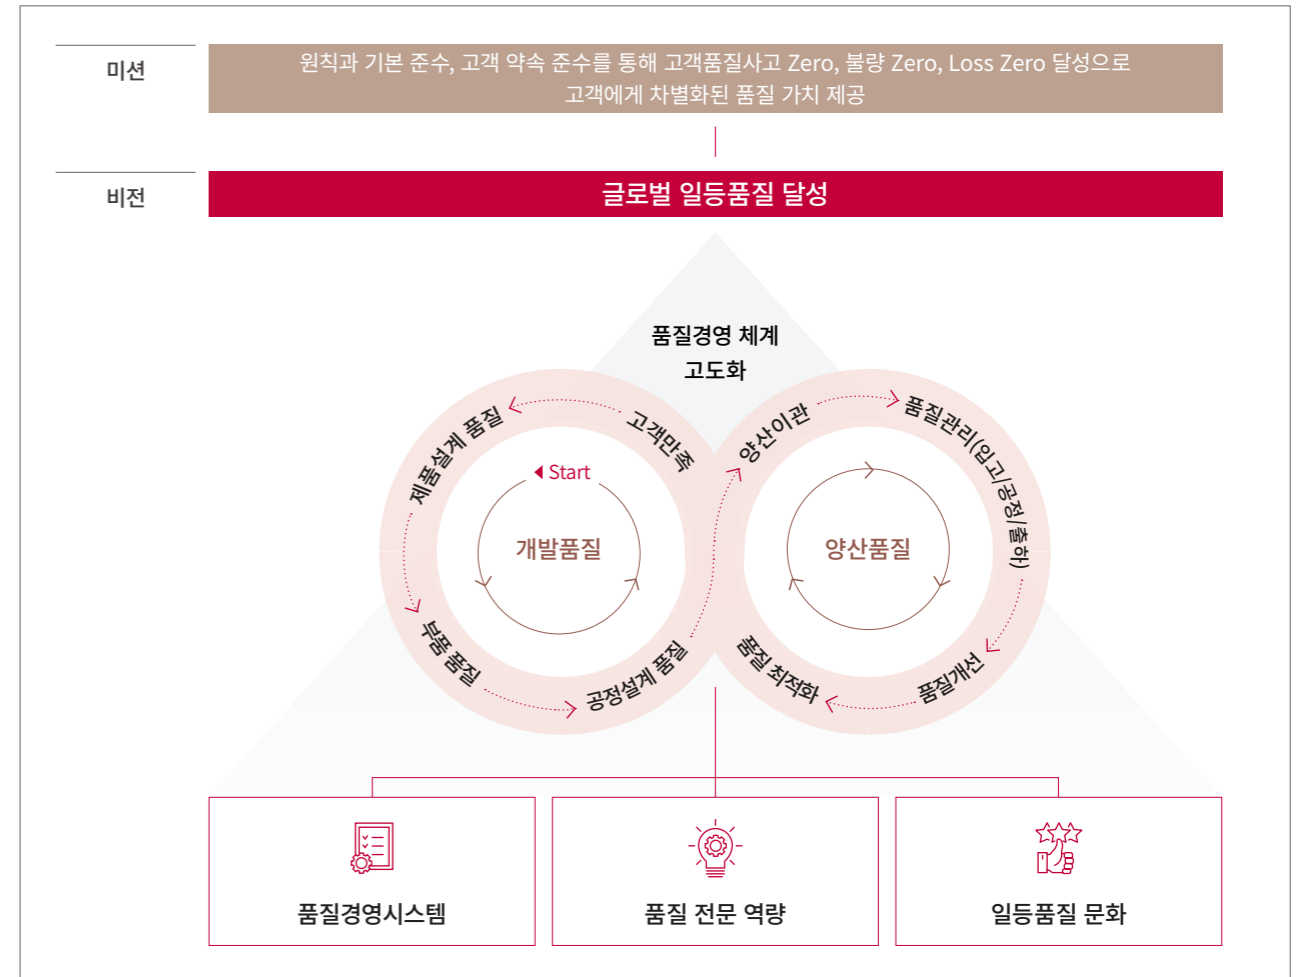 미션
원칙과 기본 준수, 고객 약속 준수를 통해 고객품질사고 Zero, 불량 Zero, Loss Zero 달성으로
고객에게 차별화된 품질 가치 제공
비전
글로벌 일등품질 달성
품질경영 체계
고도화
고객만족
제품설계 품질
부품 품질
공정설계 품질
Start
개발품질
양산이관
품질관리(입고/공정/출하)
품질개선
품질 최적화
양산품질
품질경영시스템
품질 전문 역량
일등품질 문화